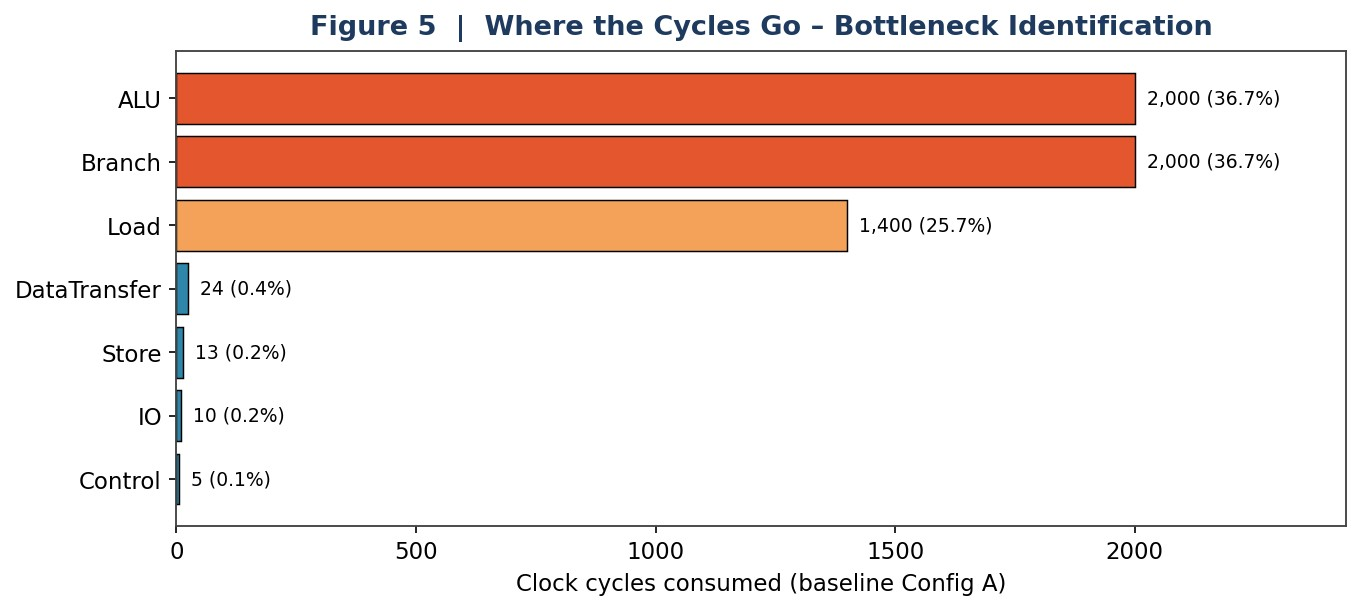 Figure 5 | Where the Cycles Go – Bottleneck Identification
ALU 2,000 (36.7%)
Branch 2,000 (36.7%)
Load 1,400 (25.7%)
DataTransfer 24 (0.4%)
Store 13 (0.2%)
IO 10 (0.2%)
Control 5 (0.1%)
0 500 1000 1500 2000
Clock cycles consumed (baseline Config A)